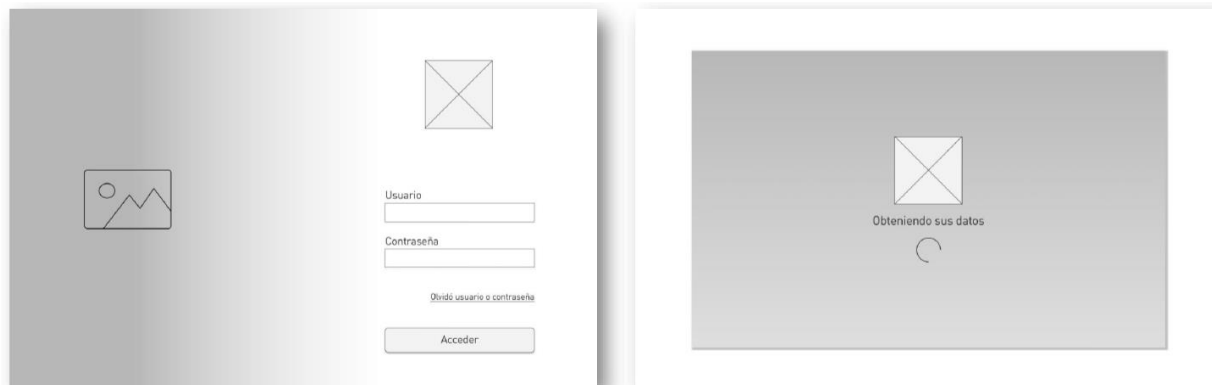 Usuario
Contraseña
Olvidó usuario o contraseña
Acceder
Obteniendo sus datos